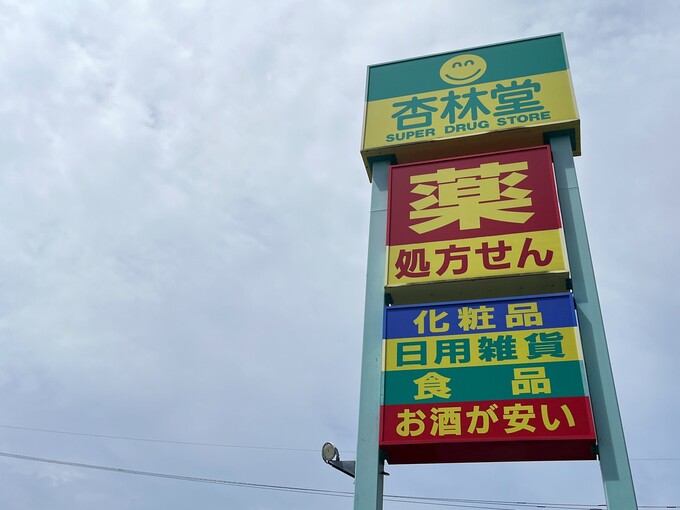 杏林堂
SUPER DRUG STORE
薬
処方せん
化粧品
日用雑貨
食品
お酒が安い